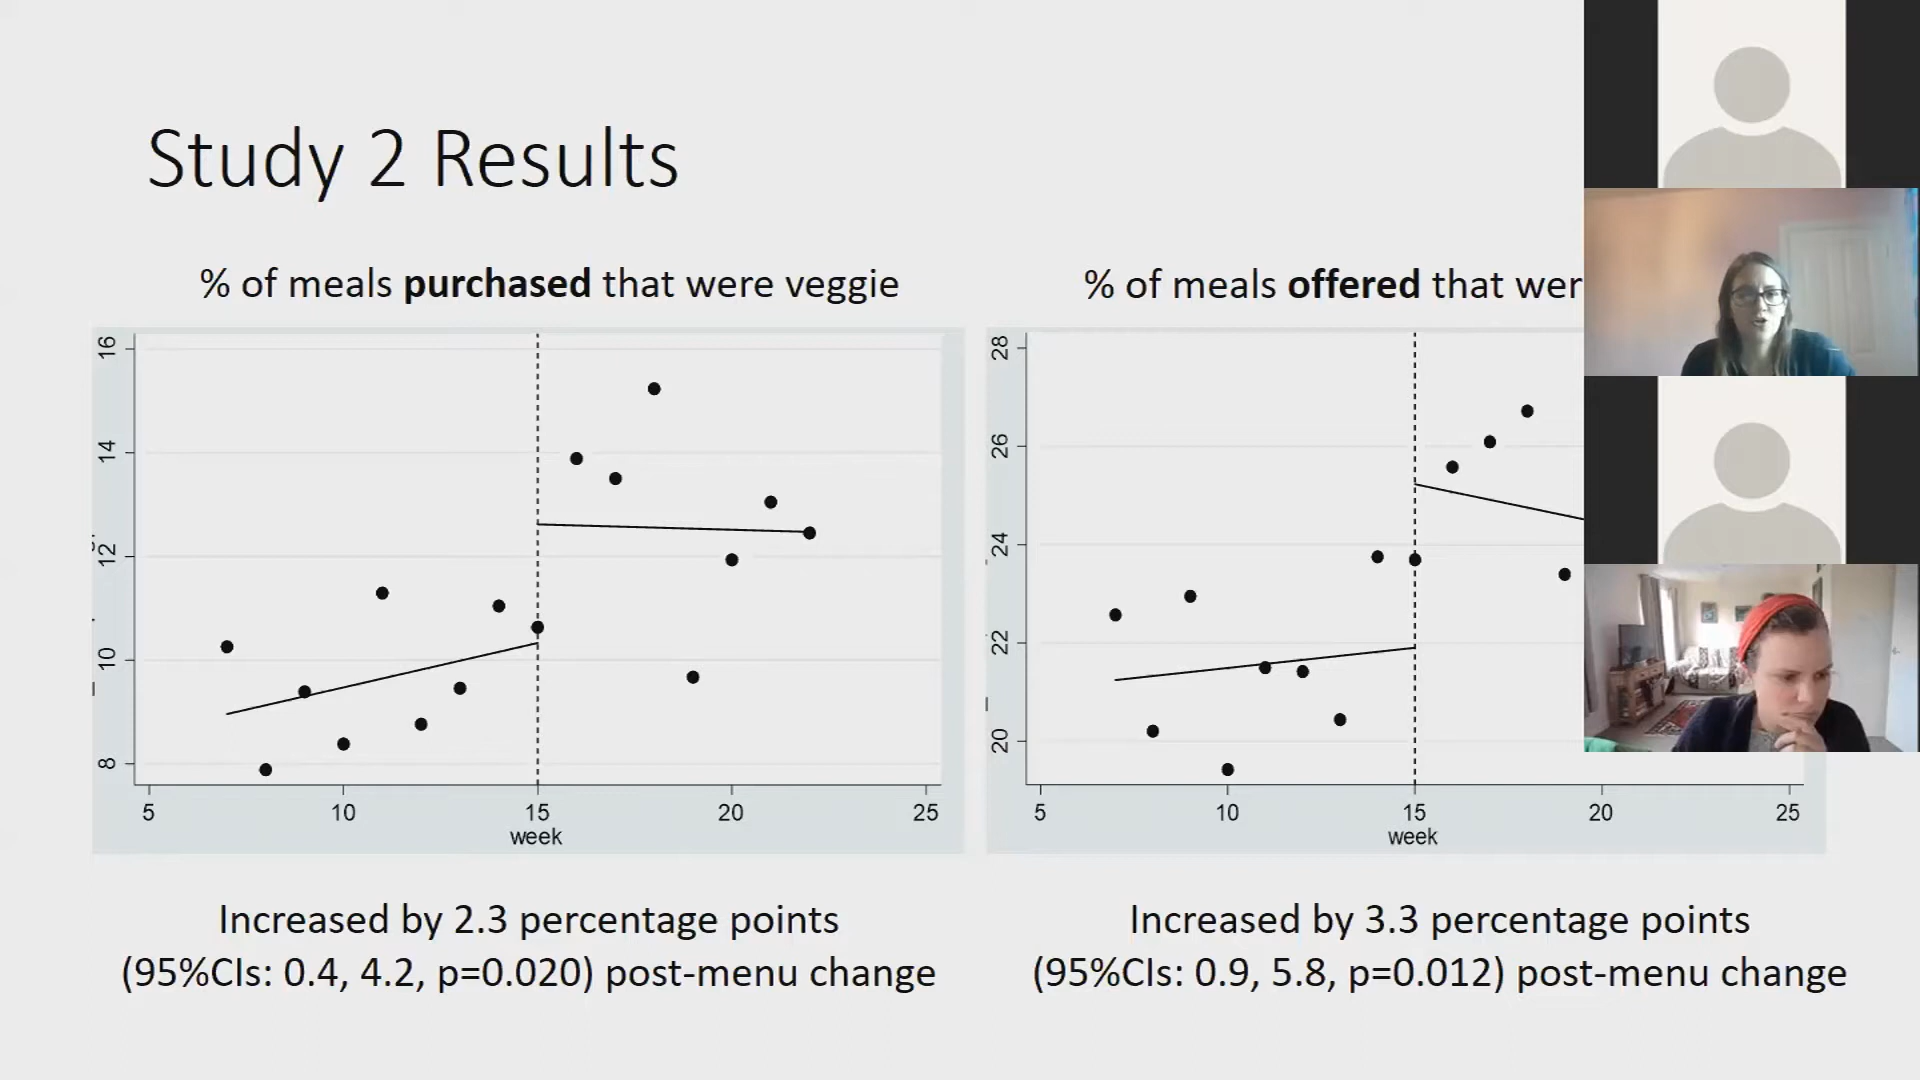 Study 2 Results
% of meals purchased that were veggie
16
14
12
10
8
5 10 15 20 25
week
Increased by 2.3 percentage points
(95%CIs: 0.4, 4.2, p=0.020) post-menu change
% of meals offered that wer
28
26
24
22
20
5 10 15 20 25
week
Increased by 3.3 percentage points
(95%CIs: 0.9, 5.8, p=0.012) post-menu change